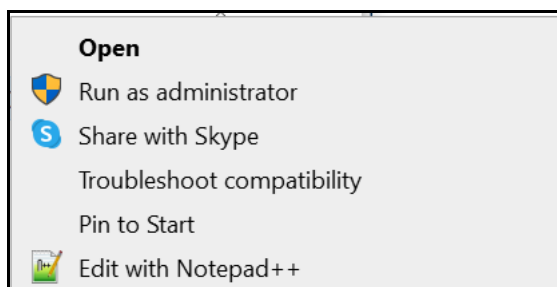 Open
Run as administrator
Share with Skype
Troubleshoot compatibility
Pin to Start
Edit with Notepad++